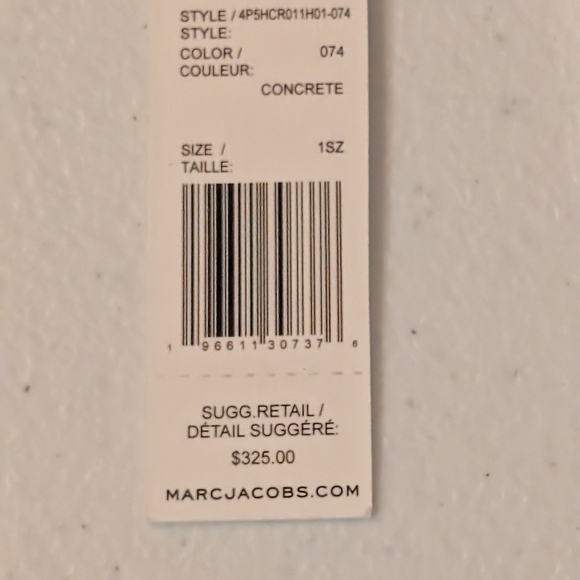 STYLE / 4P5HCR011H01-074
STYLE:
COLOR / 074
COULEUR:
CONCRETE
SIZE / 1SZ
TAILLE:
1 96611 30737 6
SUGG.RETAIL /
DÉTAIL SUGGÉRÉ:
$325.00
MARCJACOBS.COM